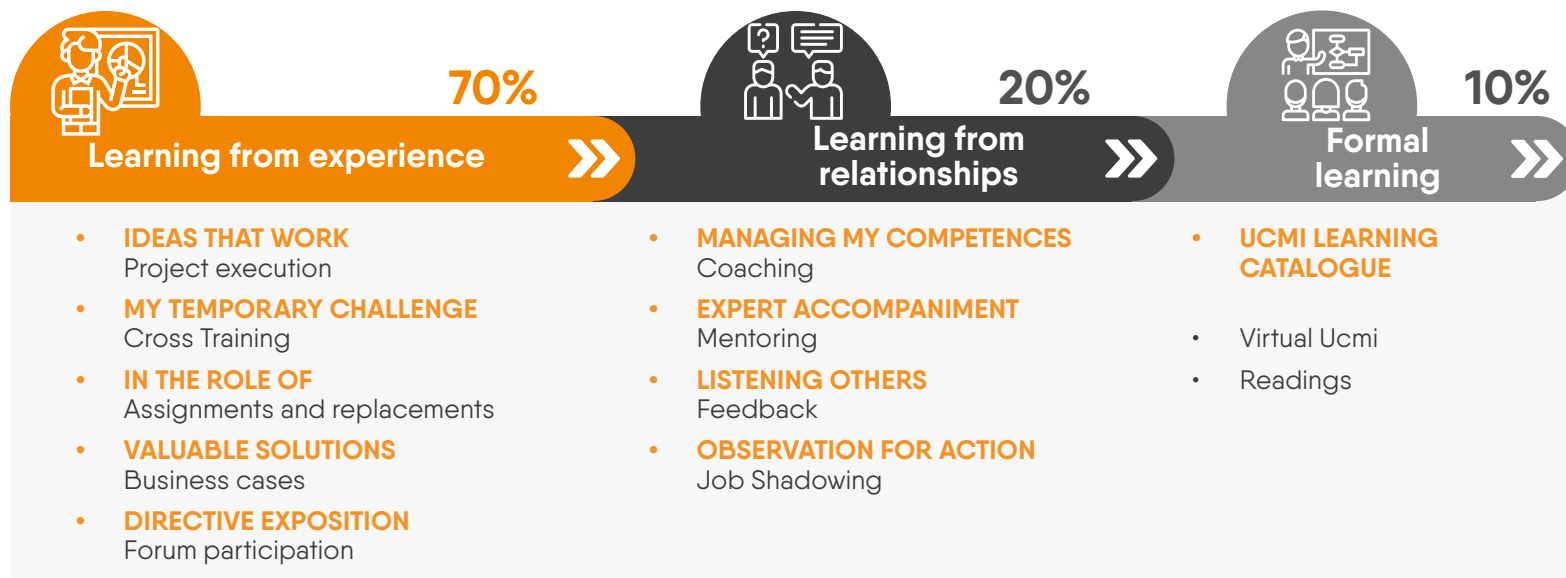 70%
Learning from experience
• IDEAS THAT WORK
Project execution
• MY TEMPORARY CHALLENGE
Cross Training
• IN THE ROLE OF
Assignments and replacements
• VALUABLE SOLUTIONS
Business cases
• DIRECTIVE EXPOSITION
Forum participation
?
20%
Learning from
relationships
• MANAGING MY COMPETENCES
Coaching
• EXPERT ACCOMPANIMENT
Mentoring
• LISTENING OTHERS
Feedback
• OBSERVATION FOR ACTION
Job Shadowing
10%
Formal
learning
• UCMI LEARNING
CATALOGUE
• Virtual Ucmi
• Readings